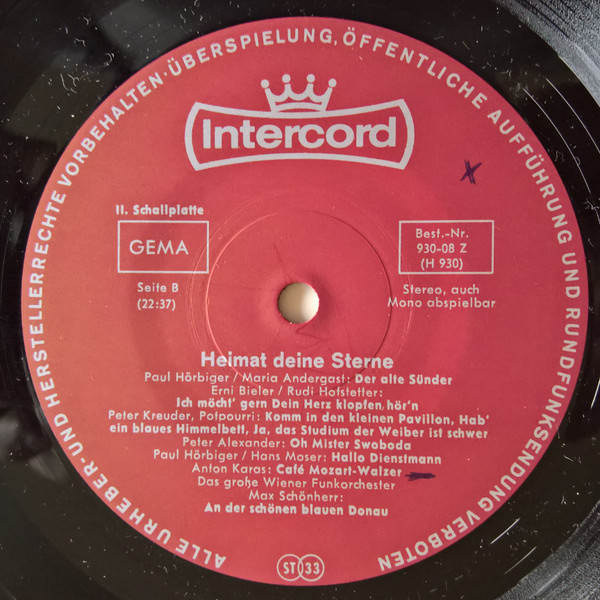 ALLE URHEBER- UND HERSTELLERRECHTE VORBEHALTEN · ÜBERSPIELUNG, ÖFFENTLICHE AUFFÜHRUNG UND RUNDFUNKSENDUNG VERBOTEN
Intercord
II. Schallplatte
GEMA
Seite B
(22:37)
Best.-Nr.
930-08 Z
(H 930)
Stereo, auch
Mono abspielbar
Heimat deine Sterne
Paul Hörbiger / Maria Andergast: Der alte Sünder
Erni Bieler / Rudi Hofstetter:
Ich möcht' gern Dein Herz klopfen hör'n
Peter Kreuder, Potpourri: Komm in den kleinen Pavillon, Hab'
ein blaues Himmelbett, Ja, das Studium der Weiber ist schwer
Peter Alexander: Oh Mister Swoboda
Paul Hörbiger / Hans Moser: Hallo Dienstmann
Anton Karas: Café Mozart-Walzer
Das große Wiener Funkorchester
Max Schönherr:
An der schönen blauen Donau
ST 33